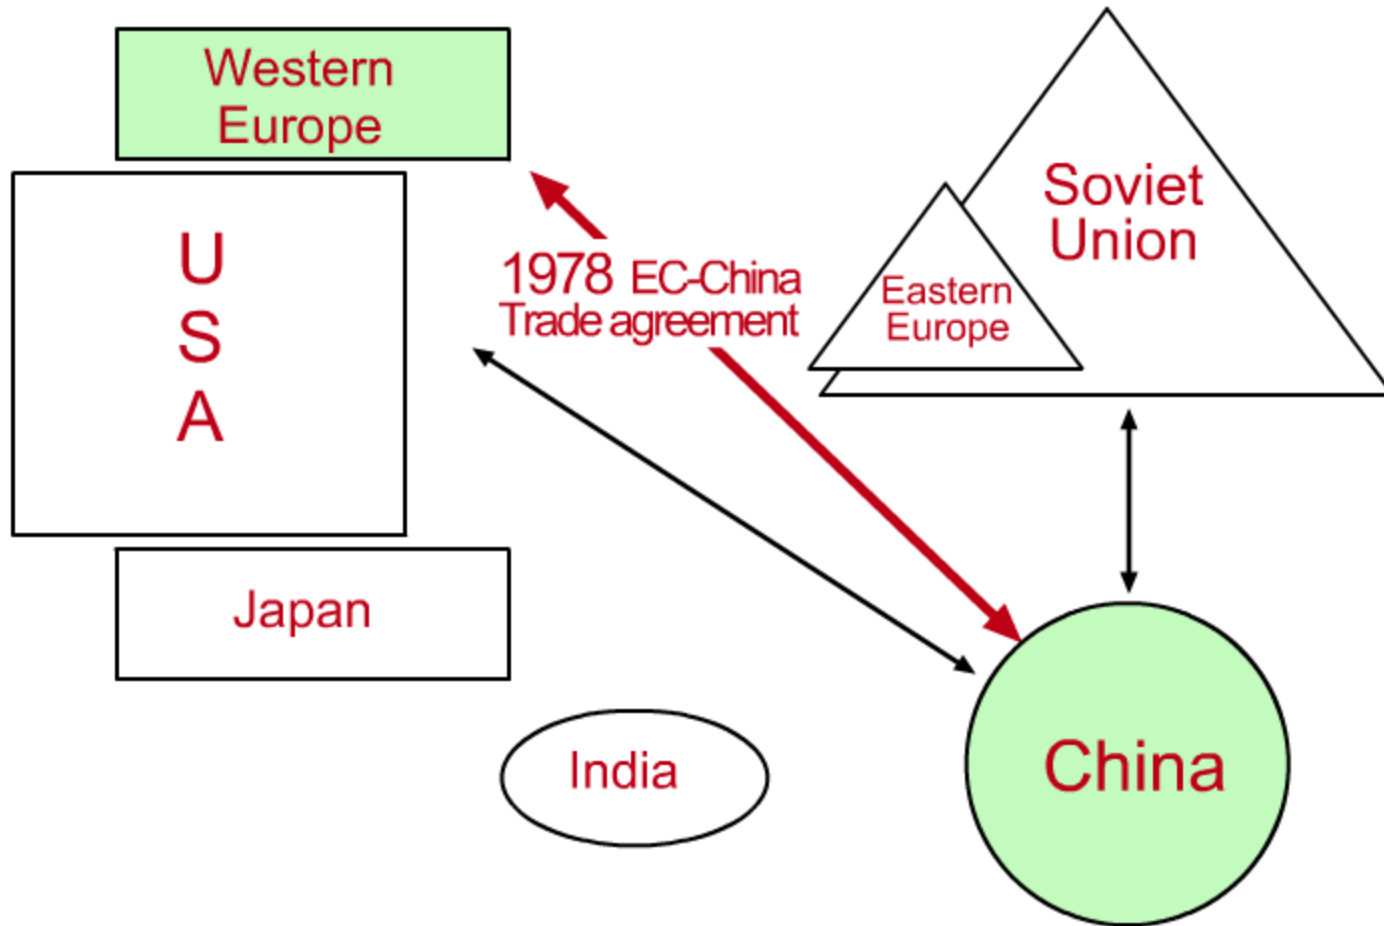 Western
Europe
U
S
A
Soviet
Union
Eastern
Europe
1978 EC-China
Trade agreement
Japan
India
China